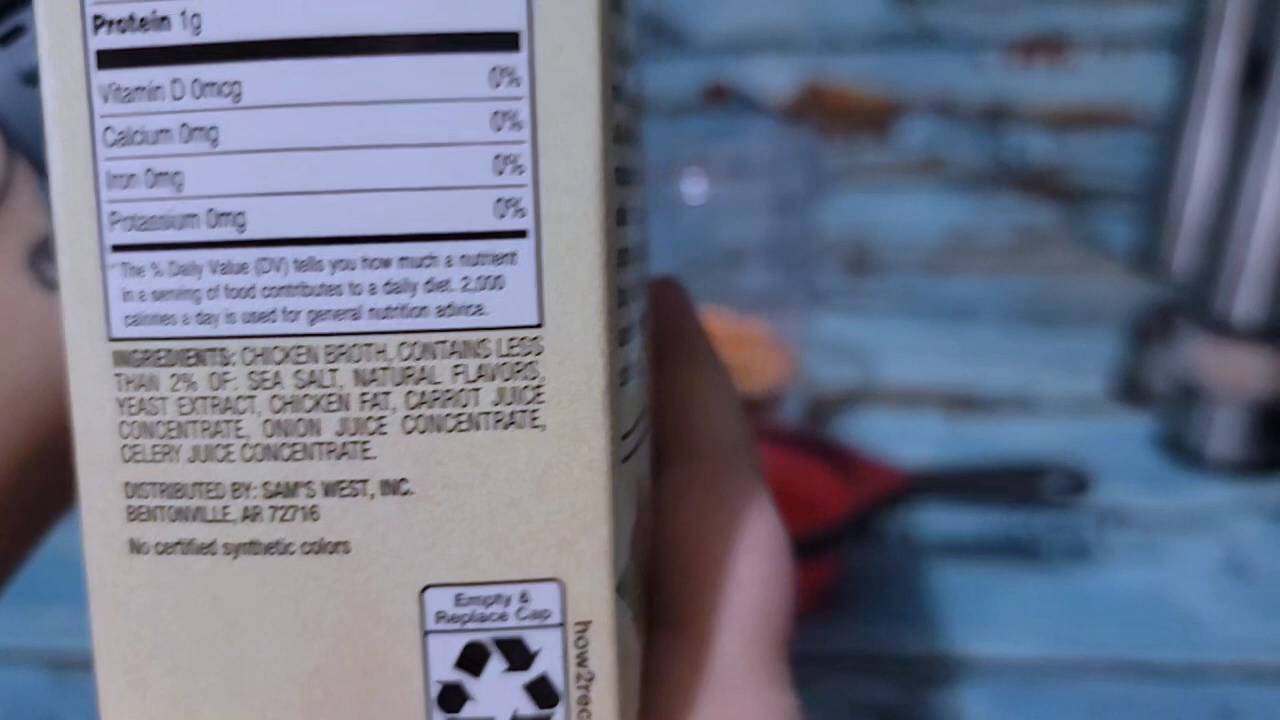 Protein 1g
Vitamin D 0mcg 0%
Calcium 0mg 0%
Iron 0mg 0%
Potassium 0mg 0%
*The % Daily Value (DV) tells you how much a nutrient
in a serving of food contributes to a daily diet. 2,000
calories a day is used for general nutrition advice.
INGREDIENTS: CHICKEN BROTH, CONTAINS LESS
THAN 2% OF: SEA SALT, NATURAL FLAVORS,
YEAST EXTRACT, CHICKEN FAT, CARROT JUICE
CONCENTRATE, ONION JUICE CONCENTRATE,
CELERY JUICE CONCENTRATE.
DISTRIBUTED BY: SAM'S WEST, INC.
BENTONVILLE, AR 72716
No certified synthetic colors
Empty &
Replace Cap
how2rec